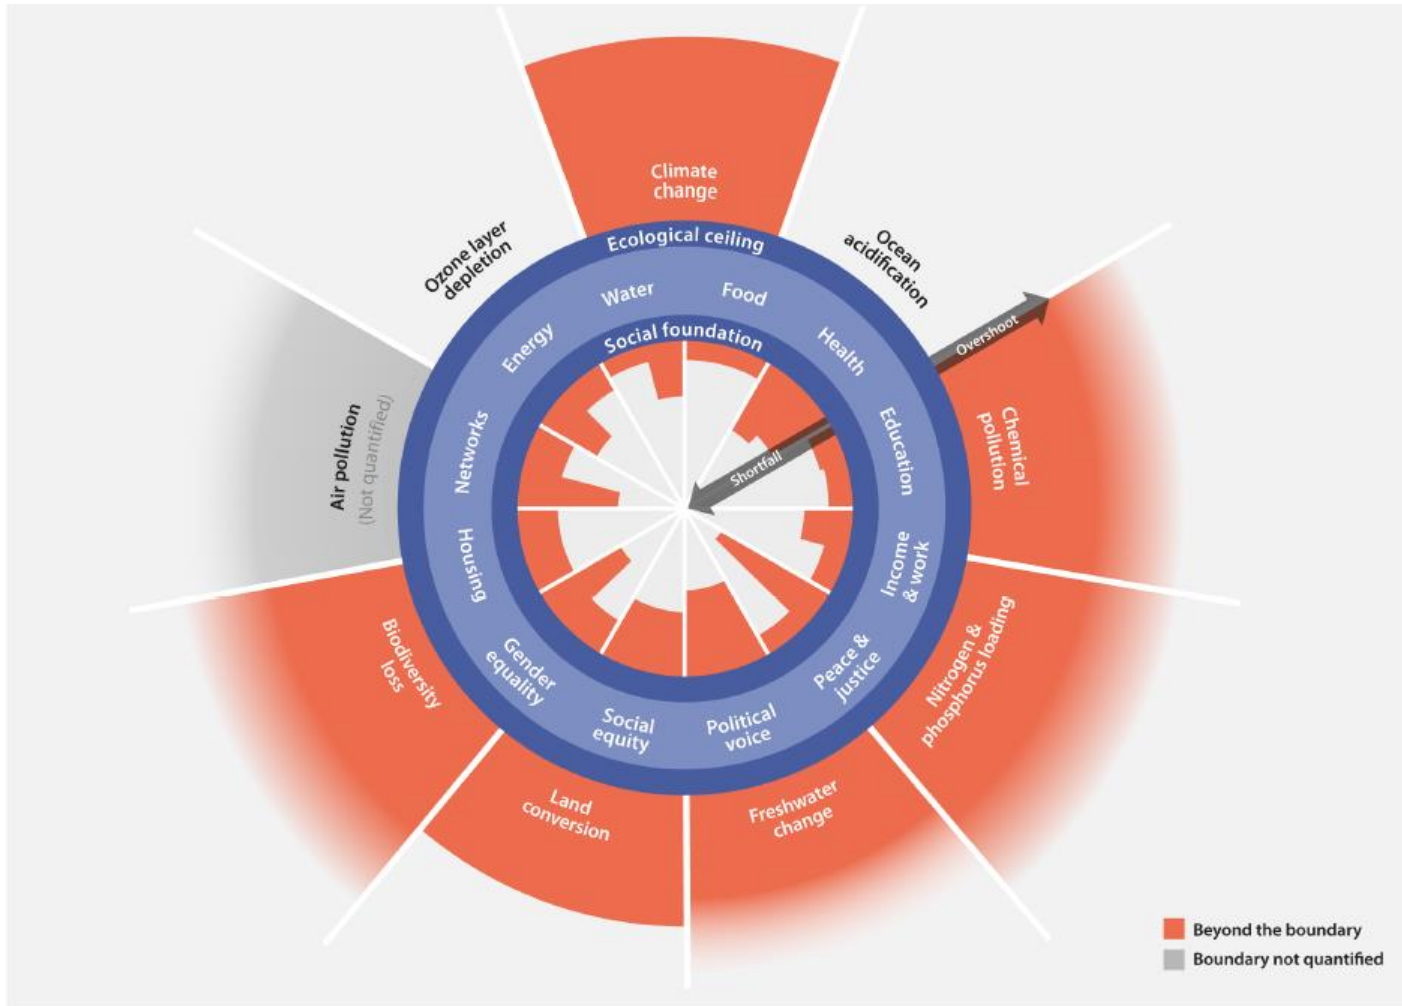 Climate
change
Ozone layer
depletion
Ocean
acidification
Ecological ceiling
Water
Food
Energy
Health
Social foundation
Overshoot
Networks
Education
Chemical
pollution
Air pollution
(Not quantified)
Shortfall
Housing
Income
& work
Biodiversity
loss
Gender
equality
Peace &
justice
Nitrogen &
phosphorus loading
Social
equity
Political
voice
Land
conversion
Freshwater
change
Beyond the boundary
Boundary not quantified